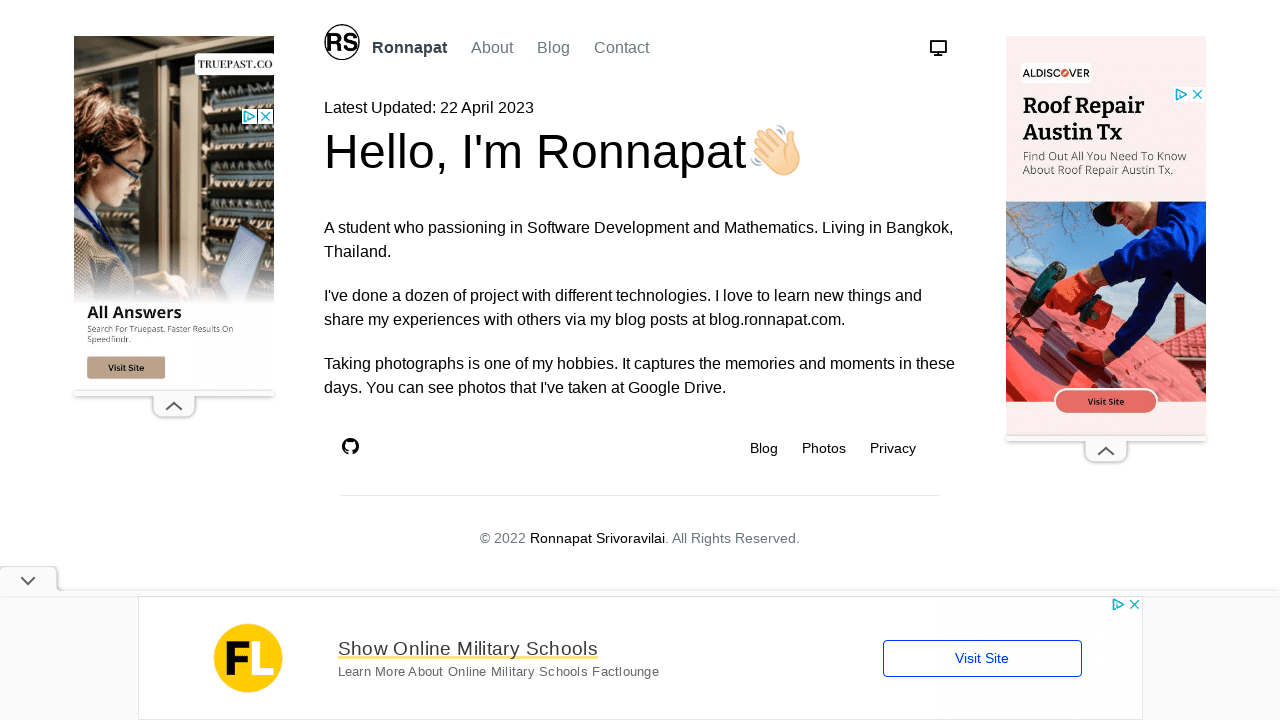 RS
Ronnapat About Blog Contact
Latest Updated: 22 April 2023
Hello, I'm Ronnapat👋🏻
A student who passioning in Software Development and Mathematics. Living in Bangkok,
Thailand.
I've done a dozen of project with different technologies. I love to learn new things and
share my experiences with others via my blog posts at blog.ronnapat.com.
Taking photographs is one of my hobbies. It captures the memories and moments in these
days. You can see photos that I've taken at Google Drive.
Blog Photos Privacy
© 2022 Ronnapat Srivoravilai. All Rights Reserved.
TRUEPAST.CO
All Answers
Search For Truepast. Faster Results On
Speedfindr.
Visit Site
ALDISCOVER
Roof Repair
Austin Tx
Find Out All You Need To Know
About Roof Repair Austin Tx.
Visit Site
FL
Show Online Military Schools
Learn More About Online Military Schools Factlounge
Visit Site